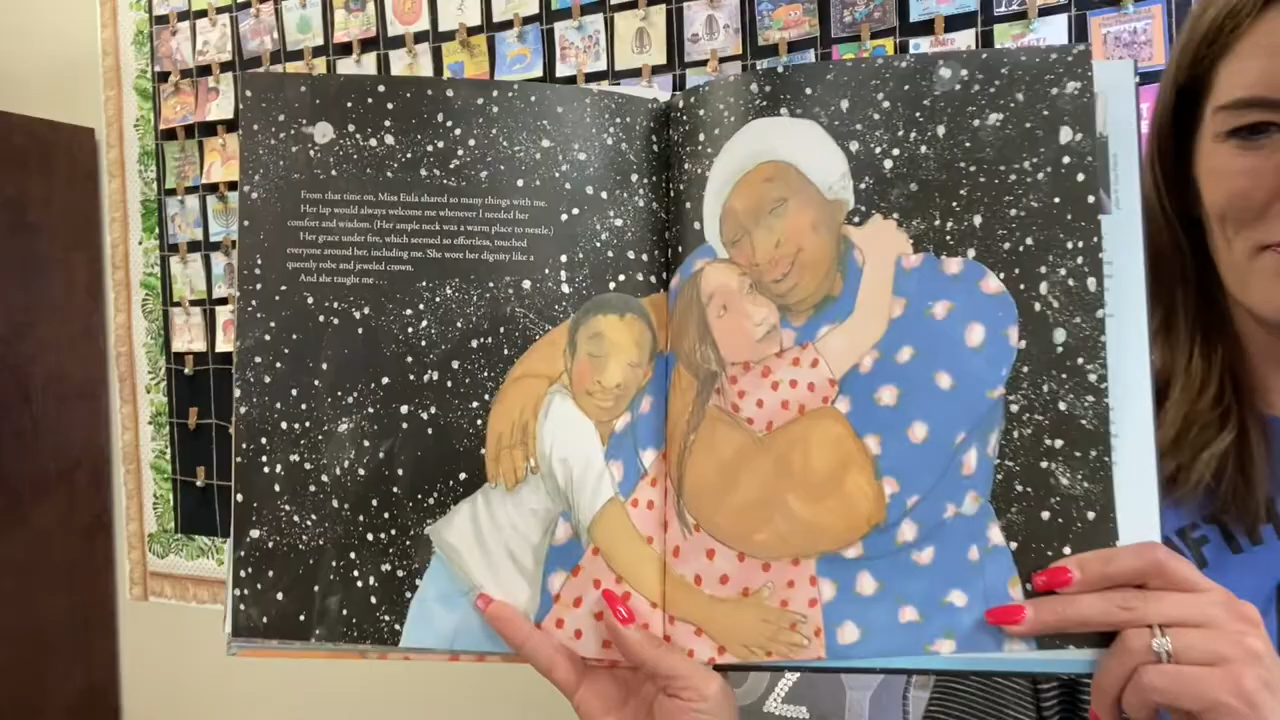 From that time on, Miss Eula shared so many things with me.
Her lap would always welcome me whenever I needed her
comfort and wisdom. (Her ample neck was a warm place to nestle.)
Her grace under fire, which seemed so effortless, touched
everyone around her, including me. She wore her dignity like a
queenly robe and jeweled crown.
And she taught me . . .